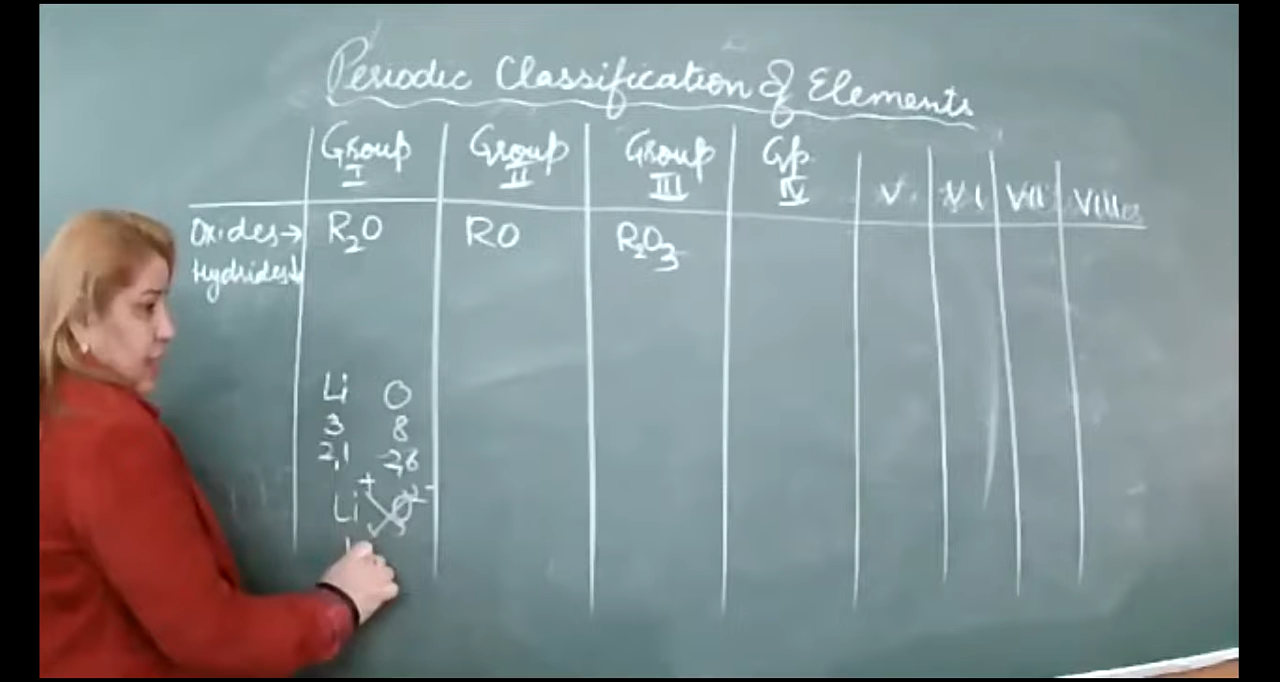 Periodic Classification of Elements
Group I Group II Group III Gp. IV V VI VII VIII
Oxides→ R₂O RO R₂O₃
Hydrides↓
Li O
3 8
2,1 2,6
Li⁺ O²⁻